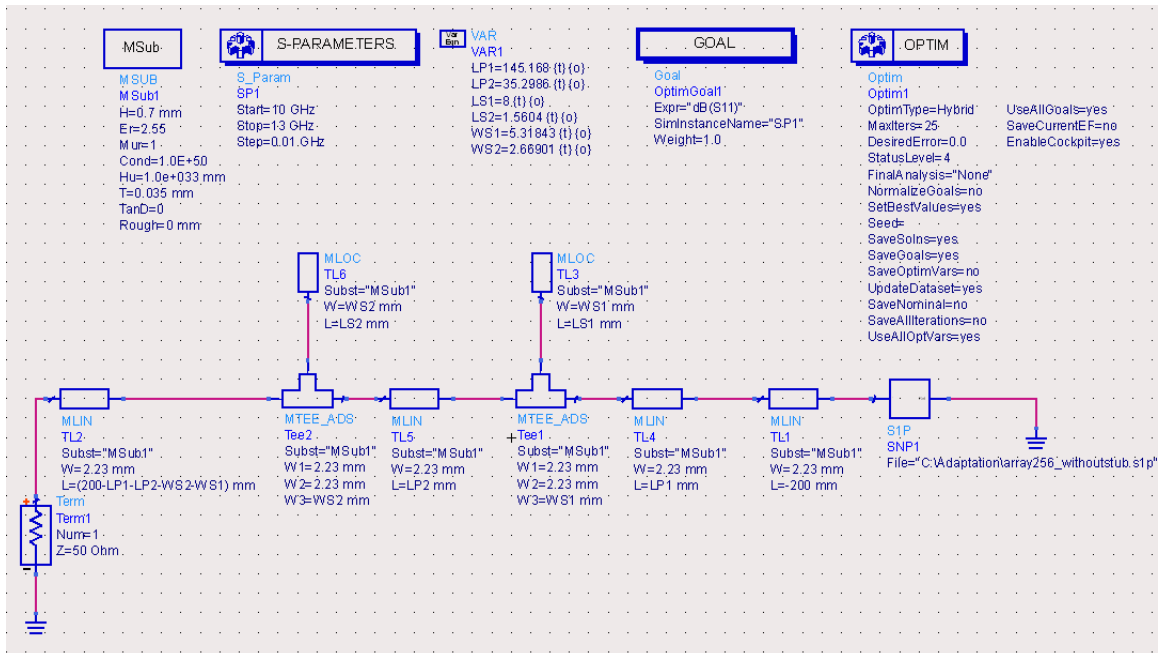 MSub
MSUB
MSub1
H=0.7 mm
Er=2.55
Mur=1
Cond=1.0E+50
Hu=1.0e+033 mm
T=0.035 mm
TanD=0
Rough=0 mm
S-PARAMETERS
S_Param
SP1
Start=10 GHz
Stop=13 GHz
Step=0.01 GHz
Var
Eqn
VAR
VAR1
LP1=145.168 {t} {o}
LP2=35.2986 {t} {o}
LS1=8 {t} {o}
LS2=1.5604 {t} {o}
WS1=5.31843 {t} {o}
WS2=2.66901 {t} {o}
GOAL
Goal
OptimGoal1
Expr="dB(S11)"
SimInstanceName="SP1"
Weight=1.0
OPTIM
Optim
Optim1
OptimType=Hybrid
MaxIters=25
DesiredError=0.0
StatusLevel=4
FinalAnalysis="None"
NormalizeGoals=no
SetBestValues=yes
Seed=
SaveSolns=yes
SaveGoals=yes
SaveOptimVars=no
UpdateDataset=yes
SaveNominal=no
SaveAllIterations=no
UseAllOptVars=yes
UseAllGoals=yes
SaveCurrentEF=no
EnableCockpit=yes
MLOC
TL6
Subst="MSub1"
W=WS2 mm
L=LS2 mm
MLOC
TL3
Subst="MSub1"
W=WS1 mm
L=LS1 mm
MLIN
TL2
Subst="MSub1"
W=2.23 mm
L=(200-LP1-LP2-WS2-WS1) mm
MTEE_ADS
Tee2
Subst="MSub1"
W1=2.23 mm
W2=2.23 mm
W3=WS2 mm
MLIN
TL5
Subst="MSub1"
W=2.23 mm
L=LP2 mm
MTEE_ADS
Tee1
Subst="MSub1"
W1=2.23 mm
W2=2.23 mm
W3=WS1 mm
MLIN
TL4
Subst="MSub1"
W=2.23 mm
L=LP1 mm
MLIN
TL1
Subst="MSub1"
W=2.23 mm
L=-200 mm
S1P
SNP1
File="C:\Adaptation\array256_withoutstub.s1p"
Term
Term1
Num=1
Z=50 Ohm